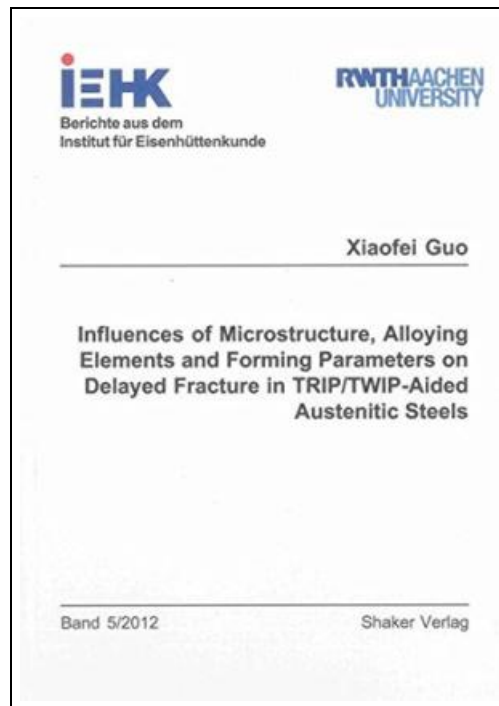 iEHK
RWTHAACHEN
UNIVERSITY
Berichte aus dem
Institut für Eisenhüttenkunde
Xiaofei Guo
Influences of Microstructure, Alloying
Elements and Forming Parameters on
Delayed Fracture in TRIP/TWIP-Aided
Austenitic Steels
Band 5/2012
Shaker Verlag